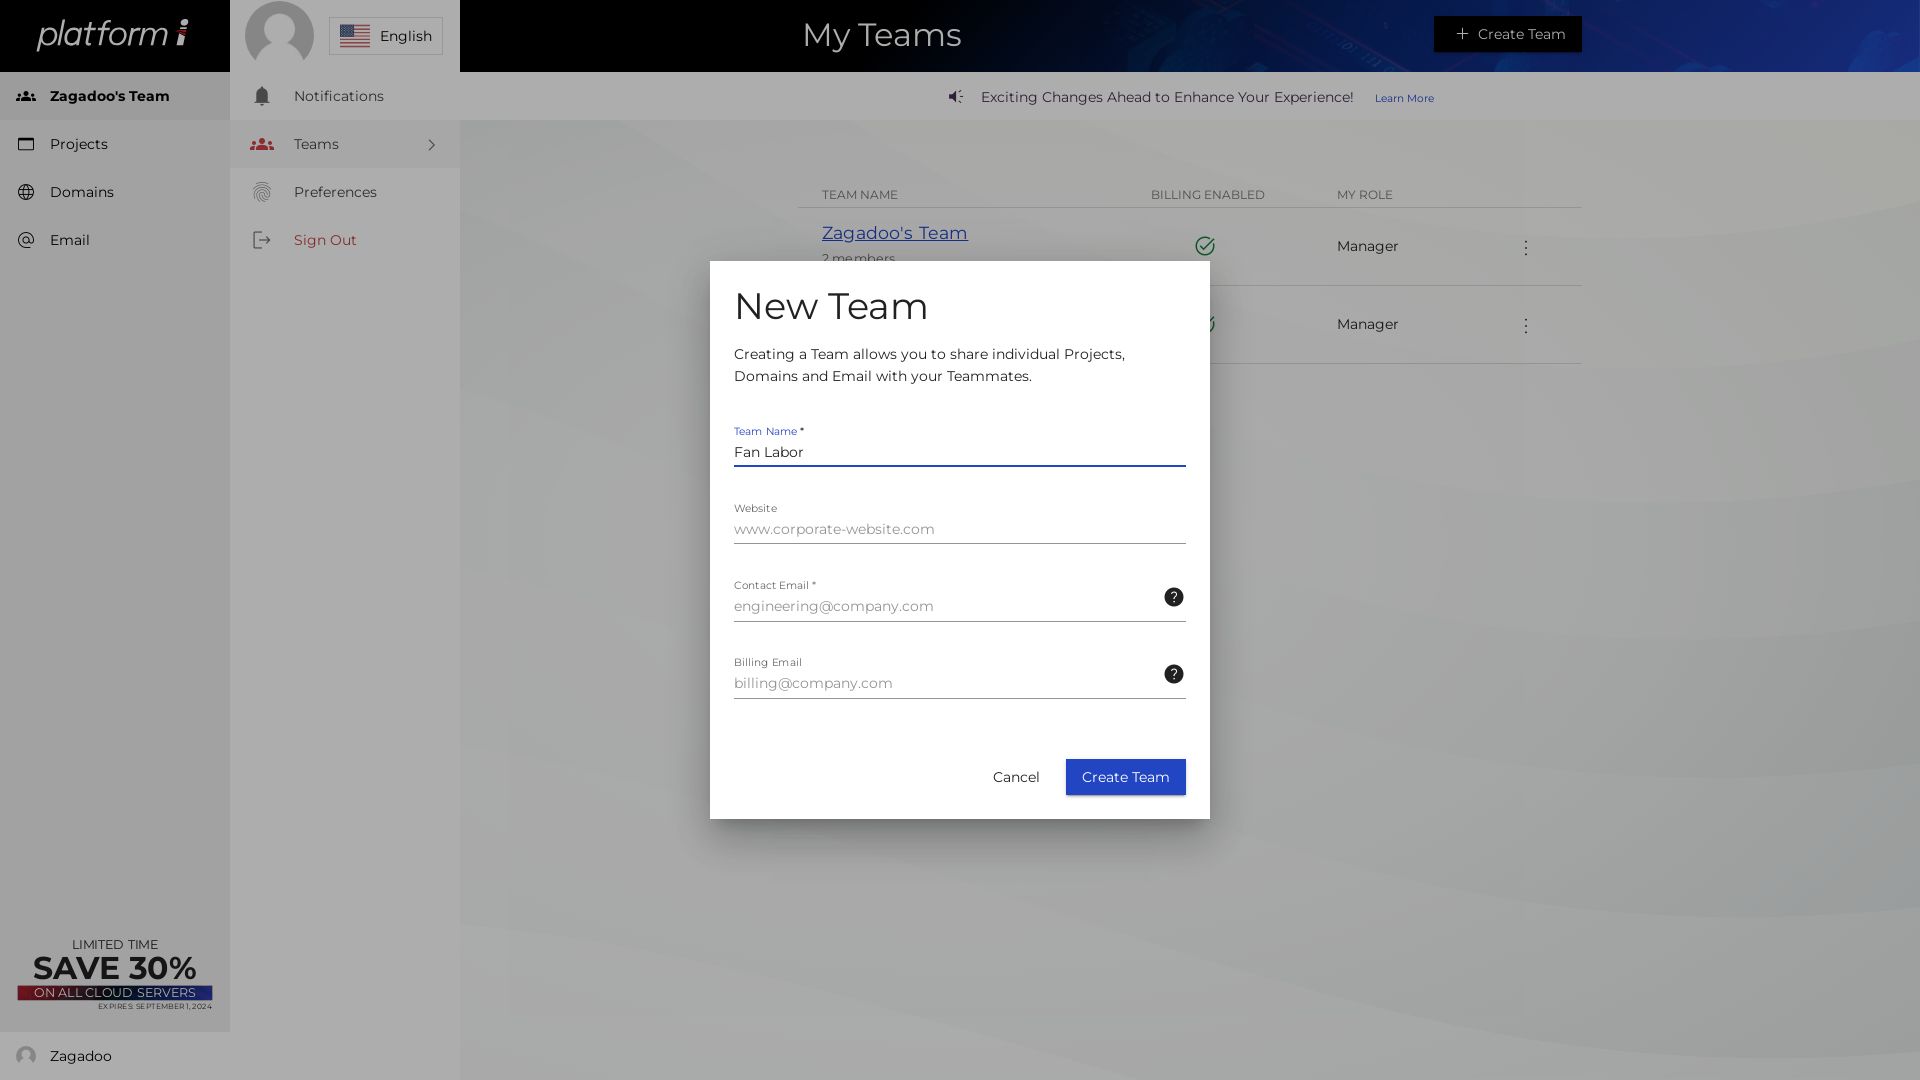 platform i
English
My Teams
+ Create Team
Zagadoo's Team
Projects
Domains
Email
Notifications
Teams
Preferences
Sign Out
Exciting Changes Ahead to Enhance Your Experience! Learn More
TEAM NAME BILLING ENABLED MY ROLE
Zagadoo's Team
2 members
Manager
Manager
New Team
Creating a Team allows you to share individual Projects,
Domains and Email with your Teammates.
Team Name *
Fan Labor
Website
www.corporate-website.com
Contact Email *
engineering@company.com
?
Billing Email
billing@company.com
?
Cancel Create Team
LIMITED TIME
SAVE 30%
ON ALL CLOUD SERVERS
EXPIRES: SEPTEMBER 1, 2024
Zagadoo